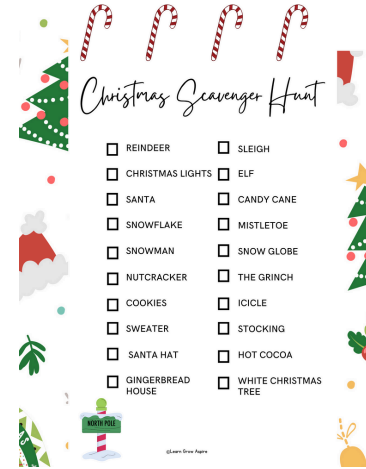 Christmas Scavenger Hunt
REINDEER
CHRISTMAS LIGHTS
SANTA
SNOWFLAKE
SNOWMAN
NUTCRACKER
COOKIES
SWEATER
SANTA HAT
GINGERBREAD
HOUSE
SLEIGH
ELF
CANDY CANE
MISTLETOE
SNOW GLOBE
THE GRINCH
ICICLE
STOCKING
HOT COCOA
WHITE CHRISTMAS
TREE
NORTH POLE
©Learn Grow Aspire